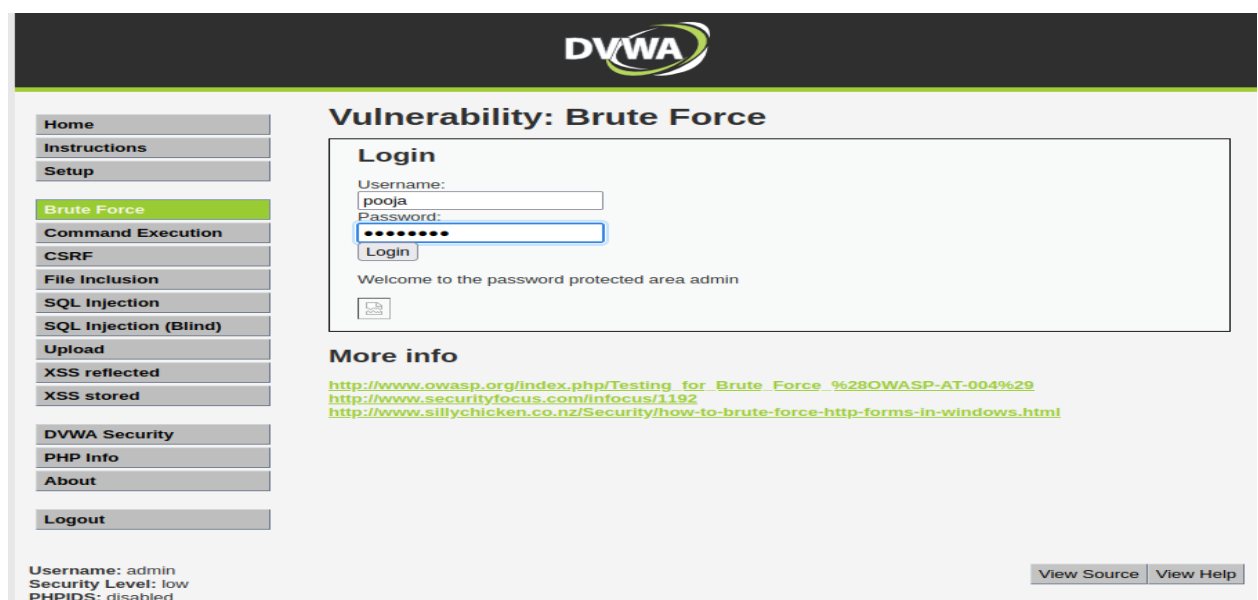 DVWA
Home
Instructions
Setup
Brute Force
Command Execution
CSRF
File Inclusion
SQL Injection
SQL Injection (Blind)
Upload
XSS reflected
XSS stored
DVWA Security
PHP Info
About
Logout
Vulnerability: Brute Force
Login
Username:
pooja
Password:
••••••••
Login
Welcome to the password protected area admin
More info
http://www.owasp.org/index.php/Testing_for_Brute_Force_%28OWASP-AT-004%29
http://www.securityfocus.com/infocus/1192
http://www.sillychicken.co.nz/Security/how-to-brute-force-http-forms-in-windows.html
Username: admin
Security Level: low
PHPIDS: disabled
View Source
View Help